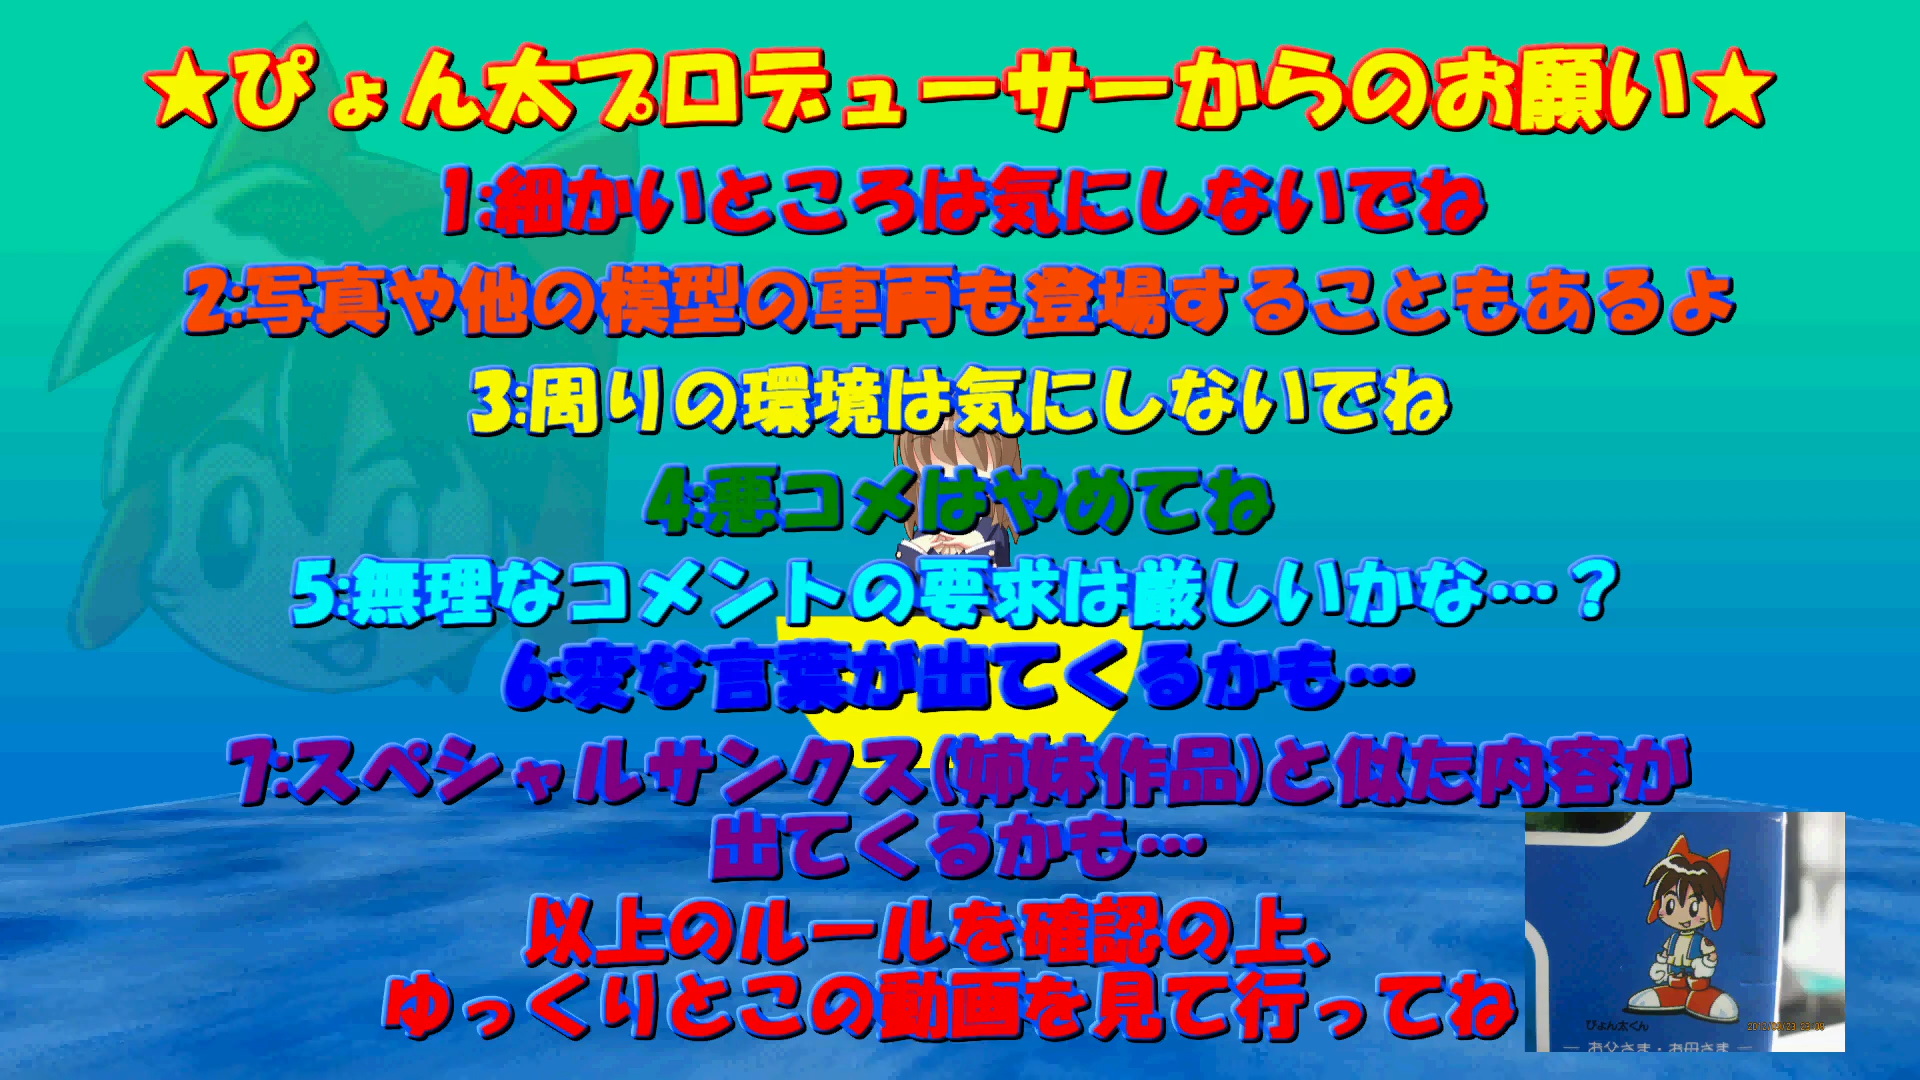 ★ぴょん太プロデューサーからのお願い★
1:細かいところは気にしないでね
2:写真や他の模型の車両も登場することもあるよ
3:周りの環境は気にしないでね
4:悪コメはやめてね
5:無理なコメントの要求は厳しいかな…？
6:変な言葉が出てくるかも…
7:スペシャルサンクス(姉妹作品)と似た内容が
出てくるかも…
以上のルールを確認の上、
ゆっくりとこの動画を見て行ってね
ぴょん太くん
― お父さま・お母さま ―